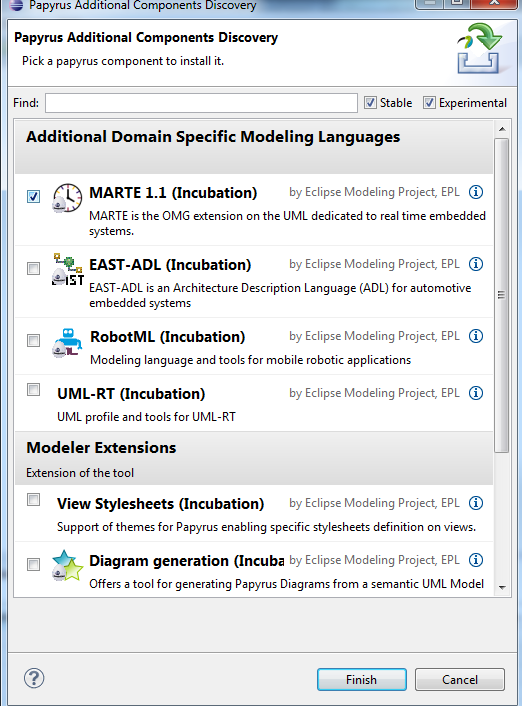 Papyrus Additional Components Discovery
Papyrus Additional Components Discovery
Pick a papyrus component to install it.
Find: Stable Experimental
Additional Domain Specific Modeling Languages
MARTE 1.1 (Incubation) by Eclipse Modeling Project, EPL
MARTE is the OMG extension on the UML dedicated to real time embedded
systems.
EAST-ADL (Incubation) by Eclipse Modeling Project, EPL
EAST-ADL is an Architecture Description Language (ADL) for automotive
embedded systems
RobotML (Incubation) by Eclipse Modeling Project, EPL
Modeling language and tools for mobile robotic applications
UML-RT (Incubation) by Eclipse Modeling Project, EPL
UML profile and tools for UML-RT
Modeler Extensions
Extension of the tool
View Stylesheets (Incubation) by Eclipse Modeling Project, EPL
Support of themes for Papyrus enabling specific stylesheets definition on views.
Diagram generation (Incuba by Eclipse Modeling Project, EPL
Offers a tool for generating Papyrus Diagrams from a semantic UML Model
Finish Cancel